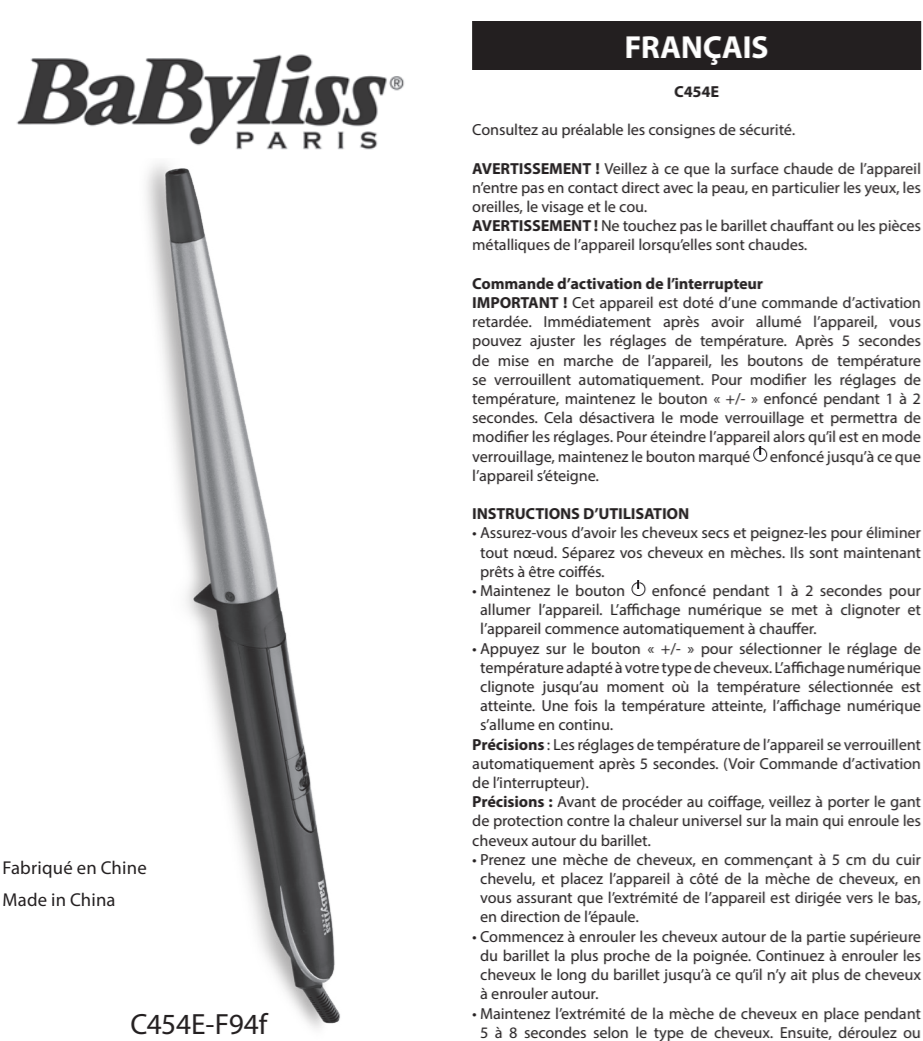 BaByliss®
PARIS
BaByliss
Fabriqué en Chine
Made in China
C454E-F94f
FRANÇAIS
C454E
Consultez au préalable les consignes de sécurité.
AVERTISSEMENT ! Veillez à ce que la surface chaude de l’appareil
n’entre pas en contact direct avec la peau, en particulier les yeux, les
oreilles, le visage et le cou.
AVERTISSEMENT ! Ne touchez pas le barillet chauffant ou les pièces
métalliques de l’appareil lorsqu’elles sont chaudes.
Commande d’activation de l’interrupteur
IMPORTANT ! Cet appareil est doté d’une commande d’activation
retardée. Immédiatement après avoir allumé l’appareil, vous
pouvez ajuster les réglages de température. Après 5 secondes
de mise en marche de l’appareil, les boutons de température
se verrouillent automatiquement. Pour modifier les réglages de
température, maintenez le bouton « +/- » enfoncé pendant 1 à 2
secondes. Cela désactivera le mode verrouillage et permettra de
modifier les réglages. Pour éteindre l’appareil alors qu’il est en mode
verrouillage, maintenez le bouton marqué enfoncé jusqu’à ce que
l’appareil s’éteigne.
INSTRUCTIONS D’UTILISATION
• Assurez-vous d’avoir les cheveux secs et peignez-les pour éliminer
tout nœud. Séparez vos cheveux en mèches. Ils sont maintenant
prêts à être coiffés.
• Maintenez le bouton enfoncé pendant 1 à 2 secondes pour
allumer l’appareil. L’affichage numérique se met à clignoter et
l’appareil commence automatiquement à chauffer.
• Appuyez sur le bouton « +/- » pour sélectionner le réglage de
température adapté à votre type de cheveux. L’affichage numérique
clignote jusqu’au moment où la température sélectionnée est
atteinte. Une fois la température atteinte, l’affichage numérique
s’allume en continu.
Précisions : Les réglages de température de l’appareil se verrouillent
automatiquement après 5 secondes. (Voir Commande d’activation
de l’interrupteur).
Précisions : Avant de procéder au coiffage, veillez à porter le gant
de protection contre la chaleur universel sur la main qui enroule les
cheveux autour du barillet.
• Prenez une mèche de cheveux, en commençant à 5 cm du cuir
chevelu, et placez l’appareil à côté de la mèche de cheveux, en
vous assurant que l’extrémité de l’appareil est dirigée vers le bas,
en direction de l’épaule.
• Commencez à enrouler les cheveux autour de la partie supérieure
du barillet la plus proche de la poignée. Continuez à enrouler les
cheveux le long du barillet jusqu’à ce qu’il n’y ait plus de cheveux
à enrouler autour.
• Maintenez l’extrémité de la mèche de cheveux en place pendant
5 à 8 secondes selon le type de cheveux. Ensuite, déroulez ou